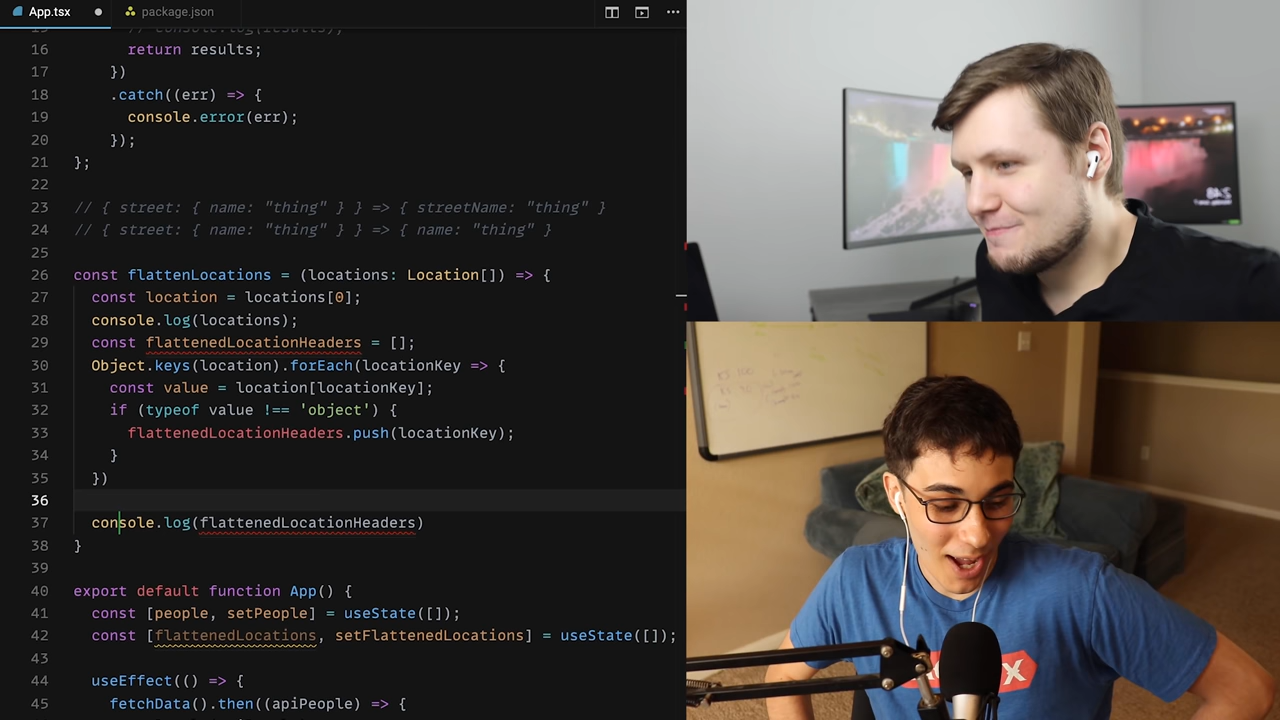 App.tsx
package.json
15 // console.log(results);
16 return results;
17 })
18 .catch((err) => {
19 console.error(err);
20 });
21 };
22
23 // { street: { name: "thing" } } => { streetName: "thing" }
24 // { street: { name: "thing" } } => { name: "thing" }
25
26 const flattenLocations = (locations: Location[]) => {
27 const location = locations[0];
28 console.log(locations);
29 const flattenedLocationHeaders = [];
30 Object.keys(location).forEach(locationKey => {
31 const value = location[locationKey];
32 if (typeof value !== 'object') {
33 flattenedLocationHeaders.push(locationKey);
34 }
35 })
36
37 console.log(flattenedLocationHeaders)
38 }
39
40 export default function App() {
41 const [people, setPeople] = useState([]);
42 const [flattenedLocations, setFlattenedLocations] = useState([]);
43
44 useEffect(() => {
45 fetchData().then((apiPeople) => {